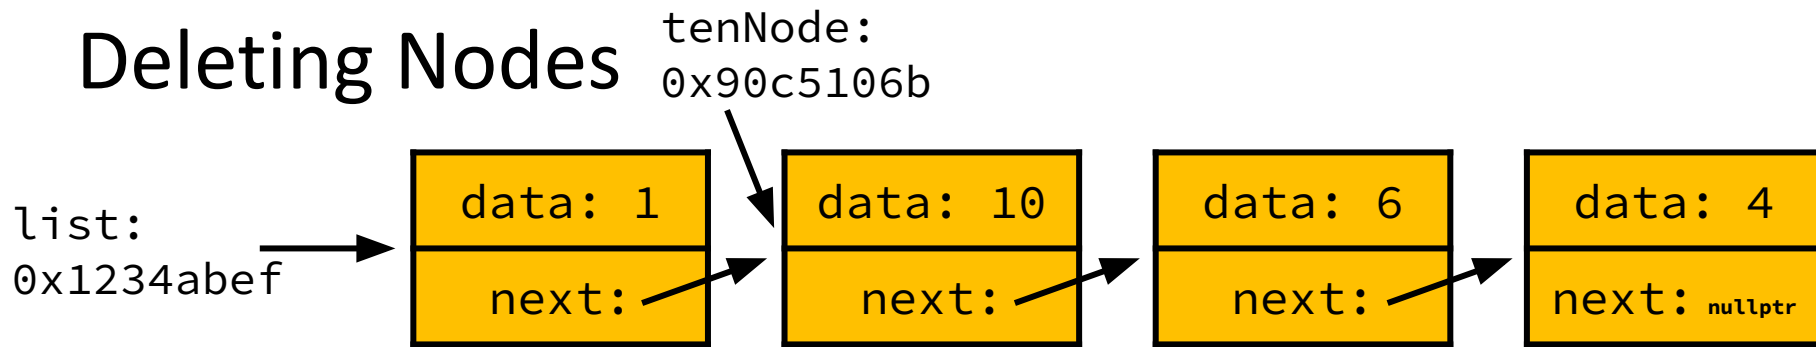 Deleting Nodes
tenNode:
0x90c5106b
list:
0x1234abef
data: 1
next:
data: 10
next:
data: 6
next:
data: 4
next: nullptr